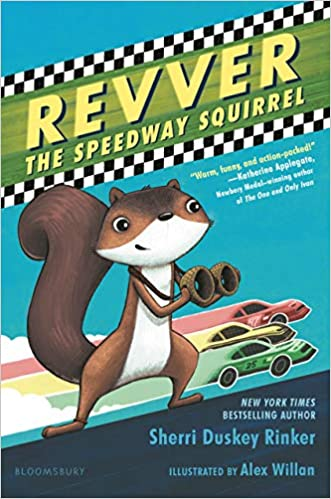 REVVER
THE SPEEDWAY SQUIRREL
"Warm, funny, and action-packed!"
—Katherine Applegate,
Newbery Medal–winning author
of The One and Only Ivan
NEW YORK TIMES
BESTSELLING AUTHOR
Sherri Duskey Rinker
BLOOMSBURY
ILLUSTRATED BY Alex Willan